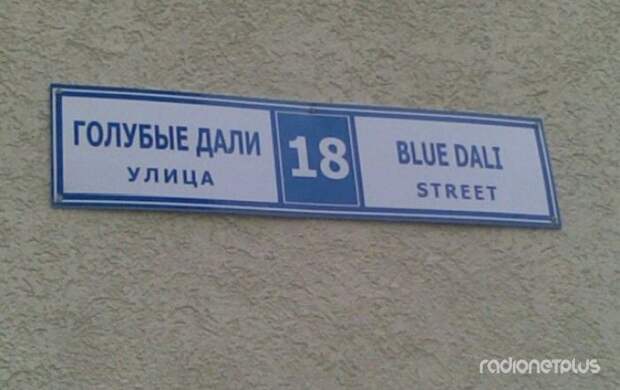 ГОЛУБЫЕ ДАЛИ
УЛИЦА
18
BLUE DALI
STREET
radionetplus